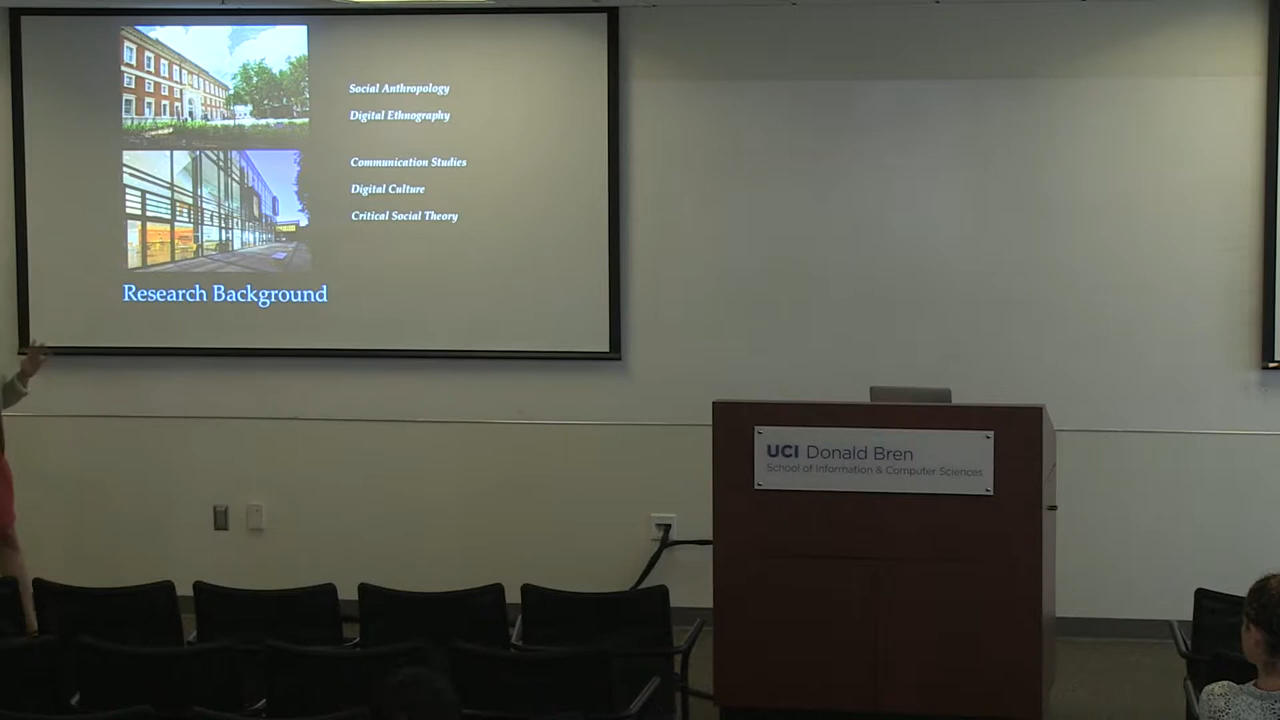 Social Anthropology
Digital Ethnography
Communication Studies
Digital Culture
Critical Social Theory
Research Background
UCI Donald Bren
School of Information & Computer Sciences